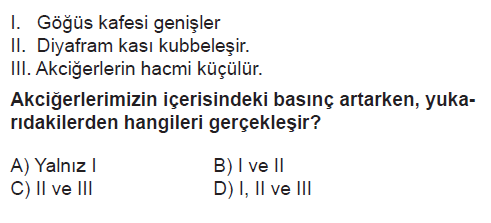 I. Göğüs kafesi genişler
II. Diyafram kası kubbeleşir.
III. Akciğerlerin hacmi küçülür.
Akciğerlerimizin içerisindeki basınç artarken, yuka-
rıdakilerden hangileri gerçekleşir?
A) Yalnız I B) I ve II
C) II ve III D) I, II ve III